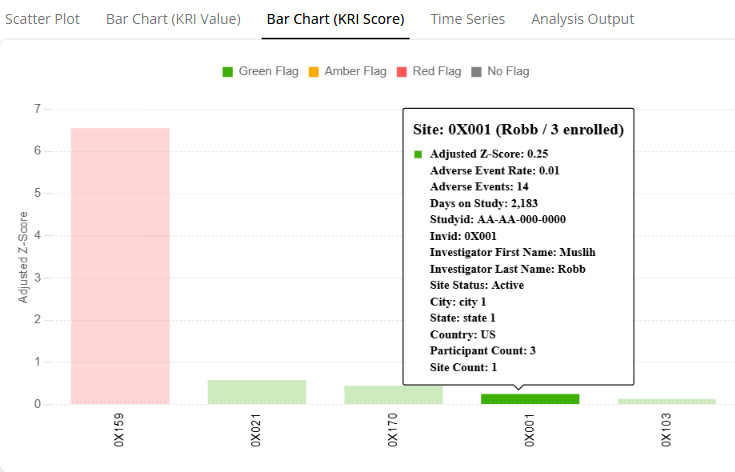 Scatter Plot Bar Chart (KRI Value) Bar Chart (KRI Score) Time Series Analysis Output
Green Flag Amber Flag Red Flag No Flag
Adjusted Z-Score
7
6
5
4
3
2
1
0
Site: 0X001 (Robb / 3 enrolled)
Adjusted Z-Score: 0.25
Adverse Event Rate: 0.01
Adverse Events: 14
Days on Study: 2,183
Studyid: AA-AA-000-0000
Invid: 0X001
Investigator First Name: Muslih
Investigator Last Name: Robb
Site Status: Active
City: city 1
State: state 1
Country: US
Participant Count: 3
Site Count: 1
0X159 0X021 0X170 0X001 0X103